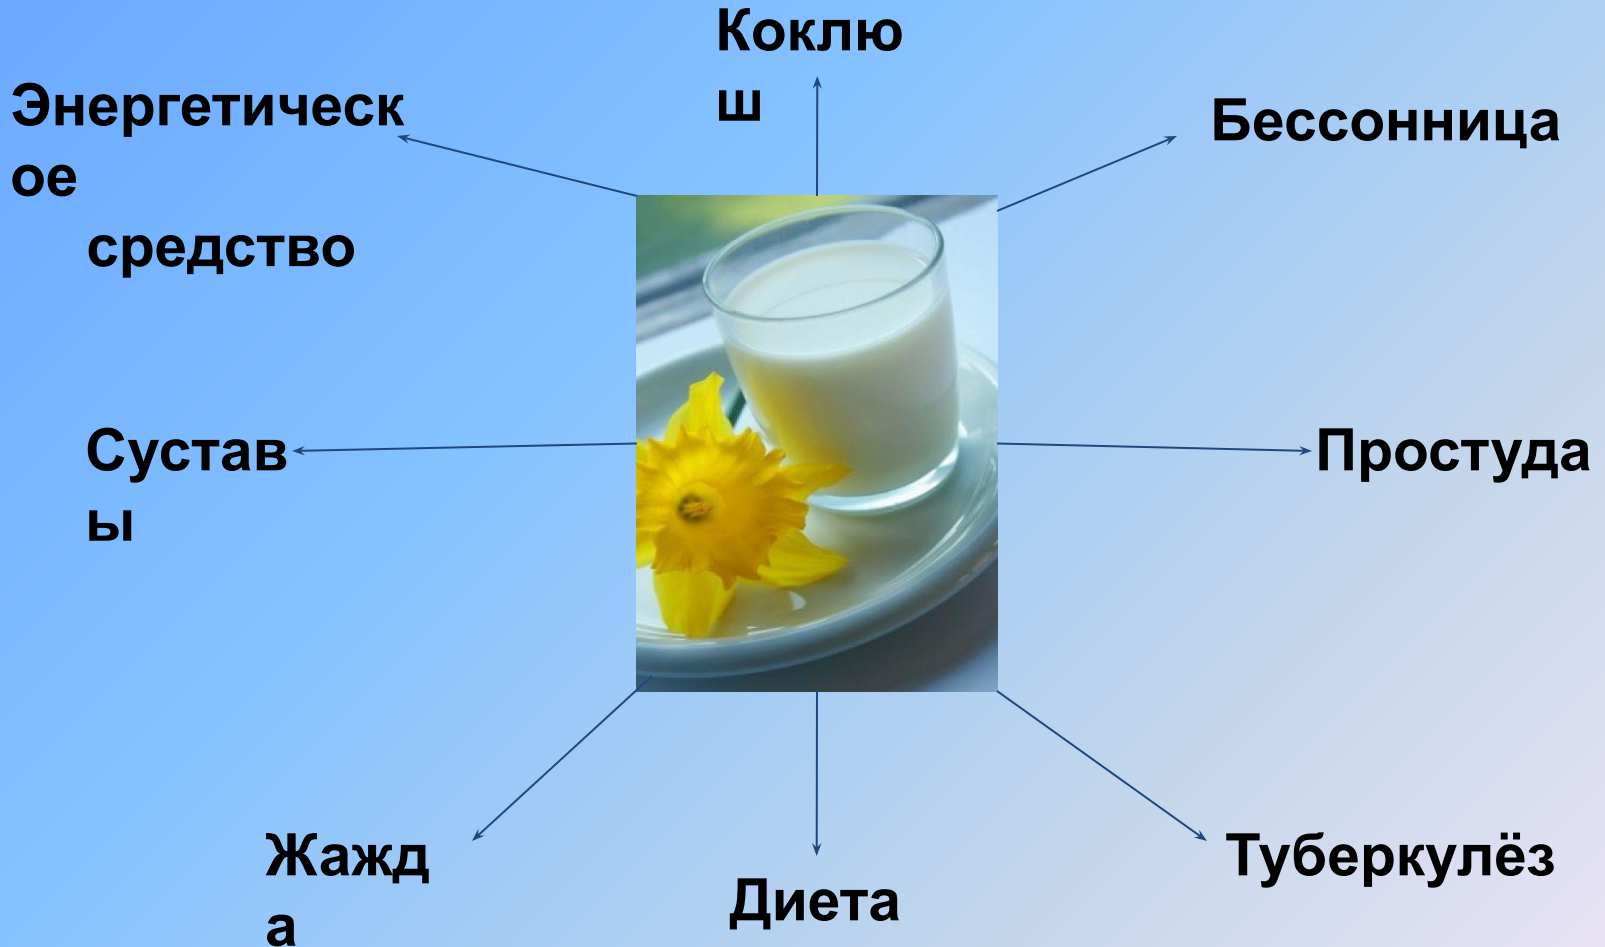 Коклю
ш
Энергетическ
ое
средство
Бессонница
Сустав
ы
Простуда
Жажд
а
Диета
Туберкулёз